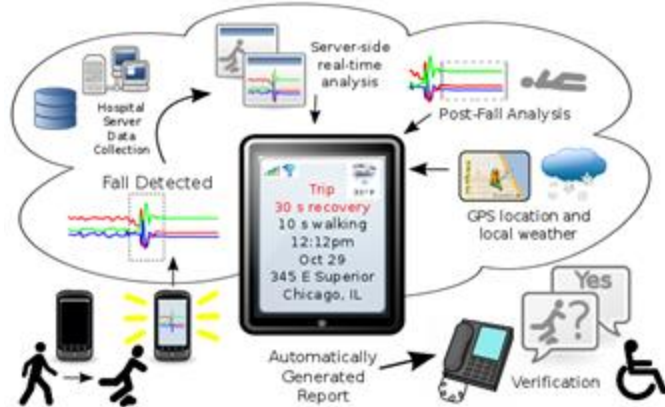 Server-side
real-time
analysis
Hospital
Server
Data
Collection
Post-Fall Analysis
Fall Detected
Trip
30 s recovery
10 s walking
12:12pm
Oct 29
345 E Superior
Chicago, IL
GPS location and
local weather
Yes
?
Automatically
Generated
Report
Verification